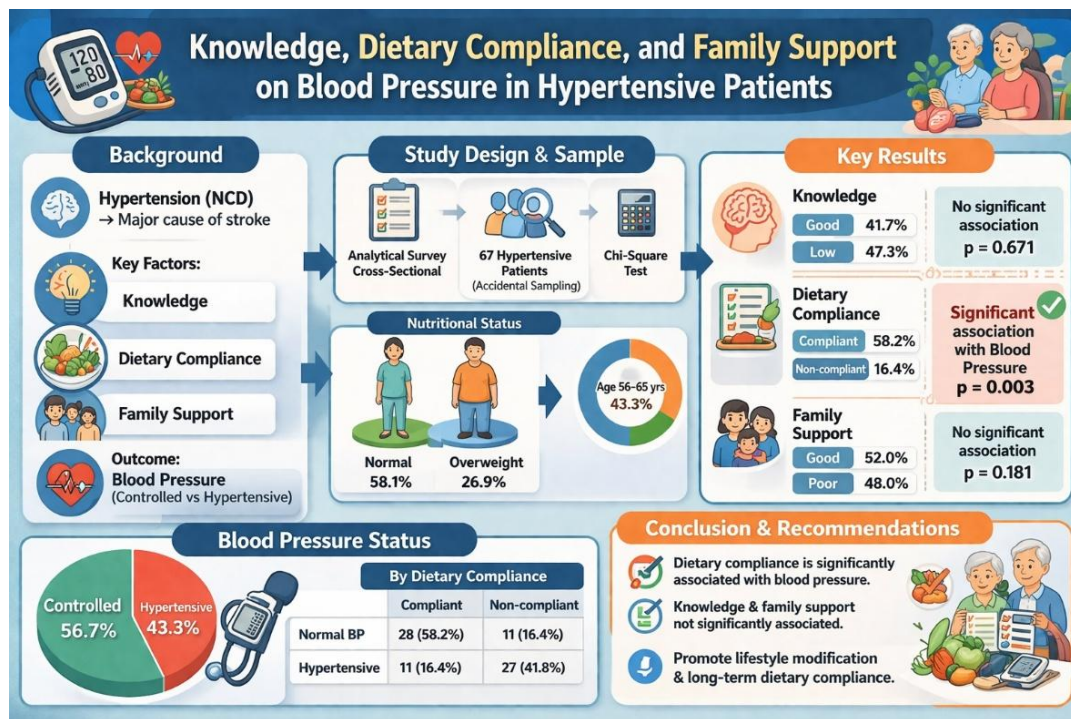 120
80
Knowledge, Dietary Compliance, and Family Support
on Blood Pressure in Hypertensive Patients
Background
Hypertension (NCD)
→ Major cause of stroke
Key Factors:
Knowledge
Dietary Compliance
Family Support
Outcome:
Blood Pressure
(Controlled vs Hypertensive)
Study Design & Sample
Analytical Survey
Cross-Sectional
67 Hypertensive
Patients
(Accidental Sampling)
Chi-Square
Test
Nutritional Status
Normal
58.1%
Overweight
26.9%
Age 56–65 yrs
43.3%
Key Results
Knowledge
Good 41.7%
Low 47.3%
No significant
association
p = 0.671
Dietary
Compliance
Compliant 58.2%
Non-compliant 16.4%
Significant
association
with Blood
Pressure
p = 0.003
Family
Support
Good 52.0%
Poor 48.0%
No significant
association
p = 0.181
Blood Pressure Status
Controlled
56.7%
Hypertensive
43.3%
By Dietary Compliance
Compliant Non-compliant
Normal BP 28 (58.2%) 11 (16.4%)
Hypertensive 11 (16.4%) 27 (41.8%)
Conclusion & Recommendations
Dietary compliance is significantly
associated with blood pressure.
Knowledge & family support
not significantly associated.
Promote lifestyle modification
& long-term dietary compliance.